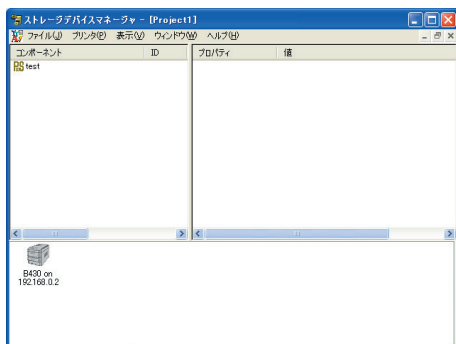 ストレージデバイスマネージャ - [Project1]
ファイル(J) プリンタ(P) 表示(V) ウィンドウ(W) ヘルプ(H)
コンポーネント ID プロパティ 値
PS test
B430 on
192.168.0.2